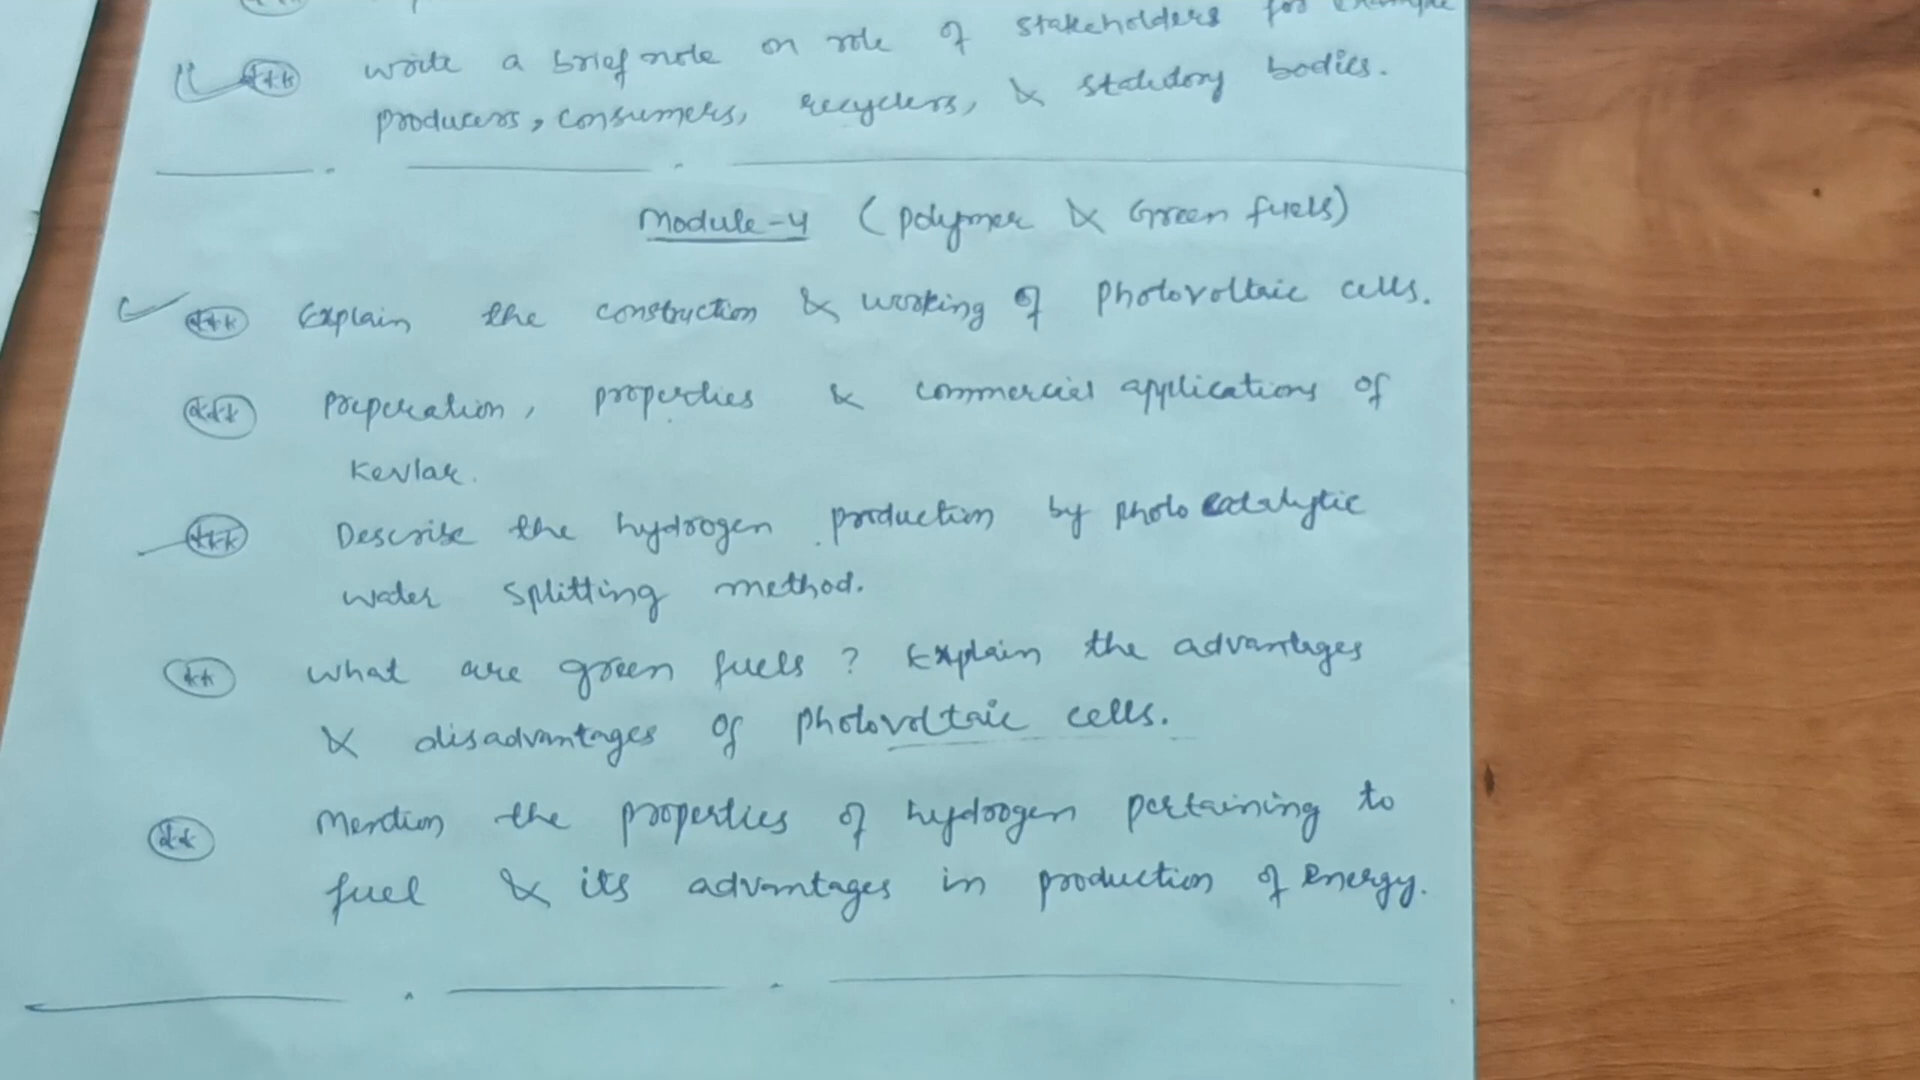 write a brief note on role of stakeholders for example
*** producers, consumers, recyclers, & statutory bodies.
Module-4 (polymer & Green fuels)
*** Explain the construction & working of photovoltaic cells.
*** preperation, properties & commercial applications of
Kevlar.
*** Describe the hydrogen production by photo catalytic
water splitting method.
** what are green fuels ? Explain the advantages
& disadvantages of photovoltaic cells.
** Mention the properties of hydrogen pertaining to
fuel & its advantages in production of Energy.